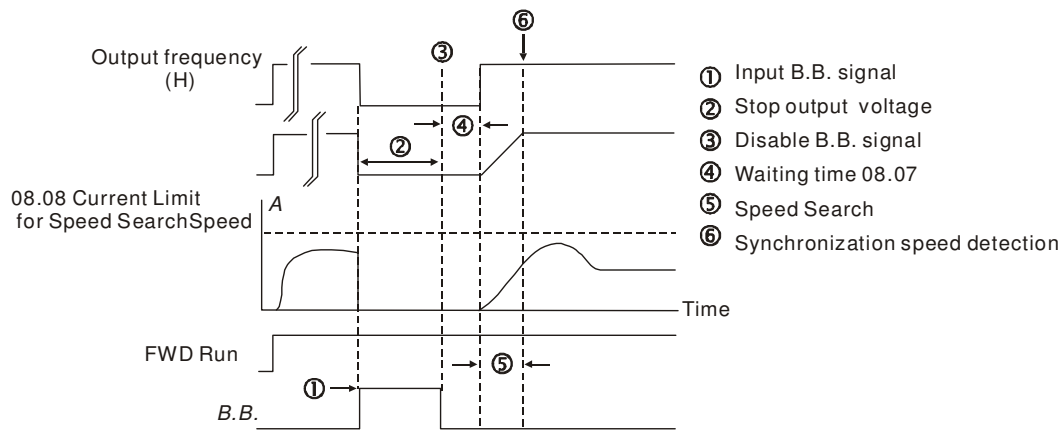 ⑥
Output frequency
(H)
③
④
②
① Input B.B. signal
② Stop output voltage
③ Disable B.B. signal
④ Waiting time 08.07
⑤ Speed Search
⑥ Synchronization speed detection
08.08 Current Limit
for Speed SearchSpeed
A
Time
FWD Run
⑤
①
B.B.